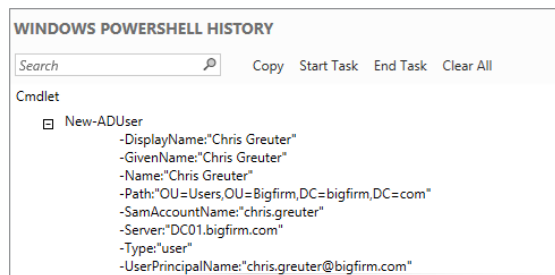 WINDOWS POWERSHELL HISTORY
Search Copy Start Task End Task Clear All
Cmdlet
New-ADUser
-DisplayName:"Chris Greuter"
-GivenName:"Chris Greuter"
-Name:"Chris Greuter"
-Path:"OU=Users,OU=Bigfirm,DC=bigfirm,DC=com"
-SamAccountName:"chris.greuter"
-Server:"DC01.bigfirm.com"
-Type:"user"
-UserPrincipalName:"chris.greuter@bigfirm.com"